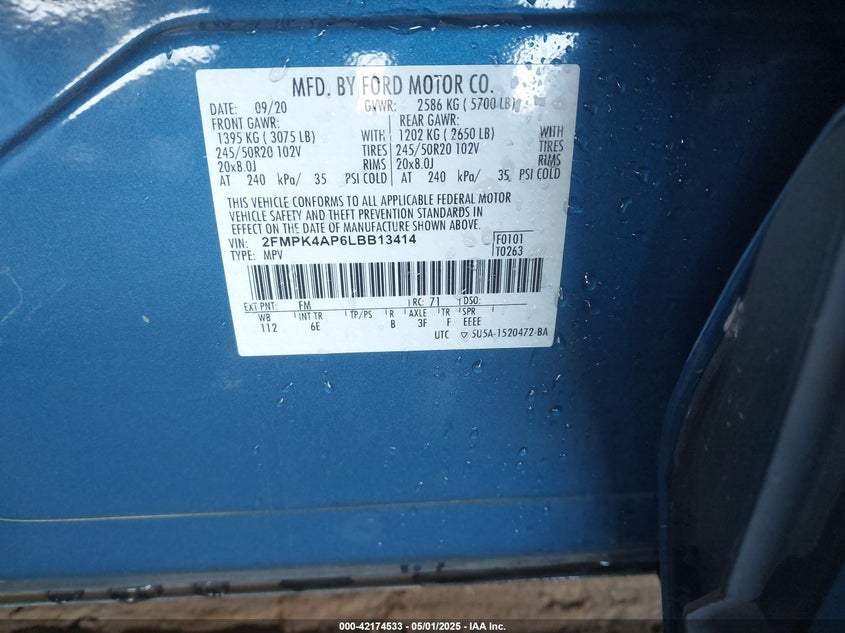 MFD. BY FORD MOTOR CO.
DATE: 09/20 GVWR: 2586 KG ( 5700 LB)
FRONT GAWR: REAR GAWR:
1395 KG ( 3075 LB) WITH 1202 KG ( 2650 LB) WITH
245/50R20 102V TIRES 245/50R20 102V TIRES
20x8.0J RIMS 20x8.0J RIMS
AT 240 kPa/ 35 PSI COLD AT 240 kPa/ 35 PSI COLD
THIS VEHICLE CONFORMS TO ALL APPLICABLE FEDERAL MOTOR
VEHICLE SAFETY AND THEFT PREVENTION STANDARDS IN
EFFECT ON THE DATE OF MANUFACTURE SHOWN ABOVE.
VIN: 2FMPK4AP6LBB13414 F0101
TYPE: MPV T0263
EXT PNT: FM RC: 71 DSO:
WB INT TR TP/PS R AXLE TR SPR
112 6E B 3F F EEEE
UTC ▽5U5A-1520472-BA
000-42174533 - 05/01/2025 - IAA Inc.